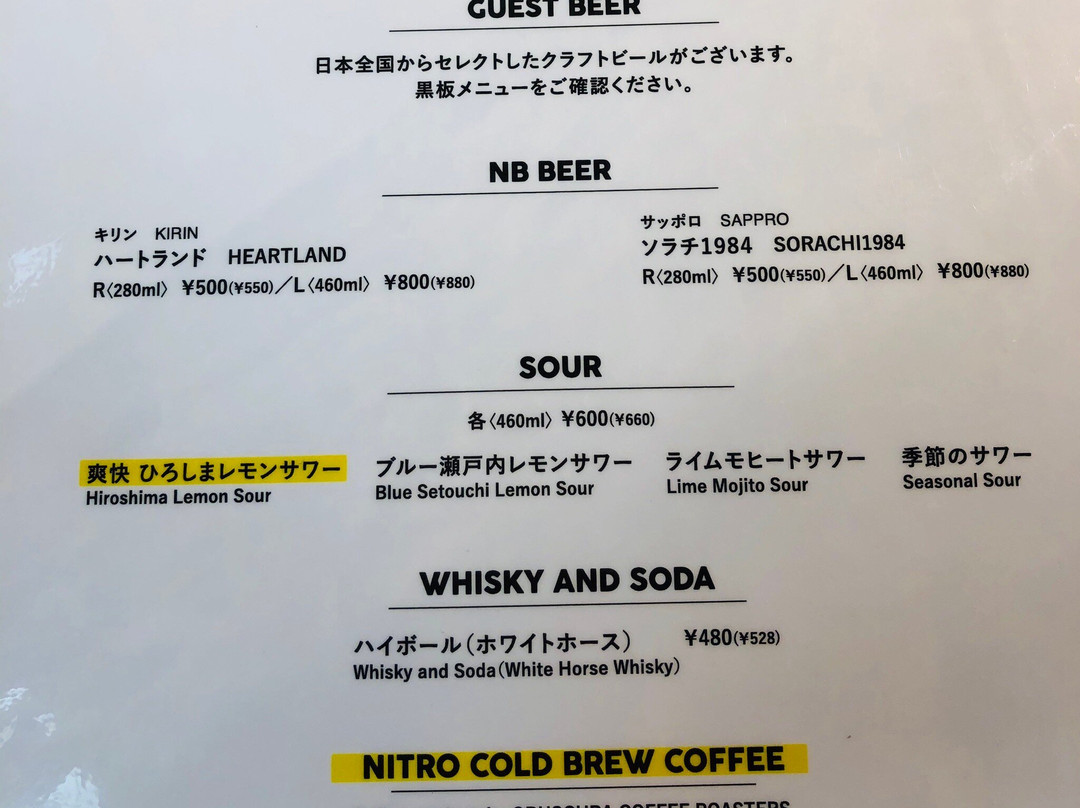 GUEST BEER
日本全国からセレクトしたクラフトビールがございます。
黒板メニューをご確認ください。
NB BEER
キリン KIRIN
ハートランド HEARTLAND
R〈280ml〉 ¥500(¥550)／L〈460ml〉 ¥800(¥880)
サッポロ SAPPRO
ソラチ1984 SORACHI1984
R〈280ml〉 ¥500(¥550)／L〈460ml〉 ¥800(¥880)
SOUR
各〈460ml〉 ¥600(¥660)
爽快 ひろしまレモンサワー
Hiroshima Lemon Sour
ブルー瀬戸内レモンサワー
Blue Setouchi Lemon Sour
ライムモヒートサワー
Lime Mojito Sour
季節のサワー
Seasonal Sour
WHISKY AND SODA
ハイボール（ホワイトホース） ¥480(¥528)
Whisky and Soda（White Horse Whisky）
NITRO COLD BREW COFFEE
COFFEE ROASTERS